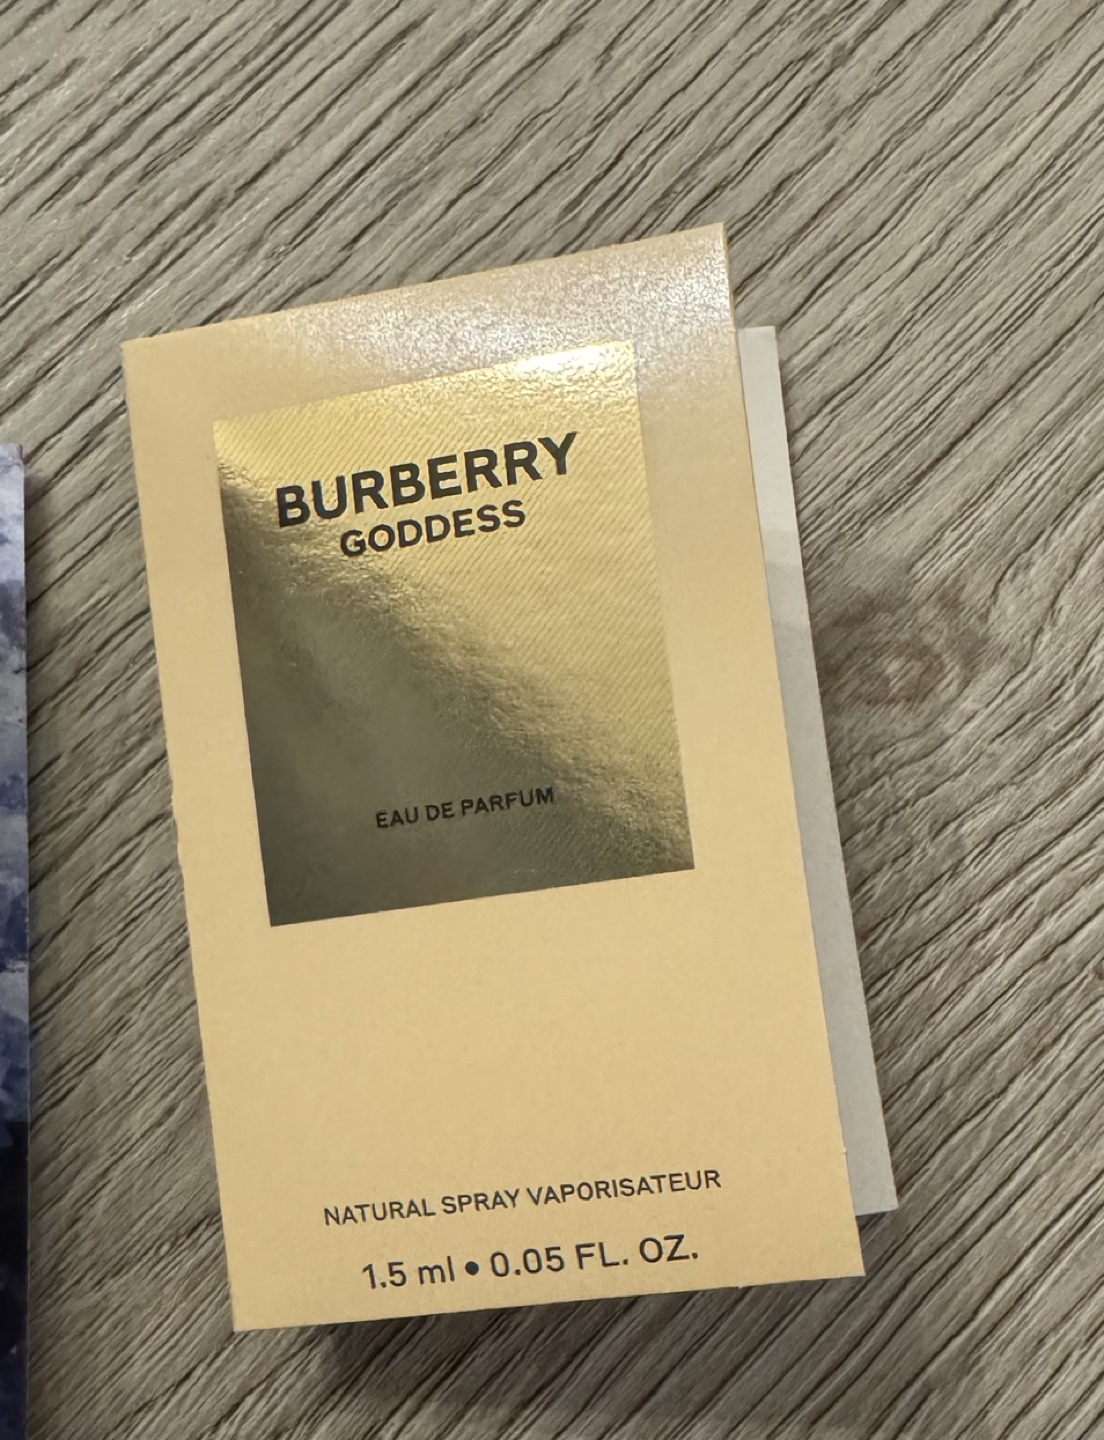 BURBERRY
GODDESS
EAU DE PARFUM
NATURAL SPRAY VAPORISATEUR
1.5 ml • 0.05 FL. OZ.